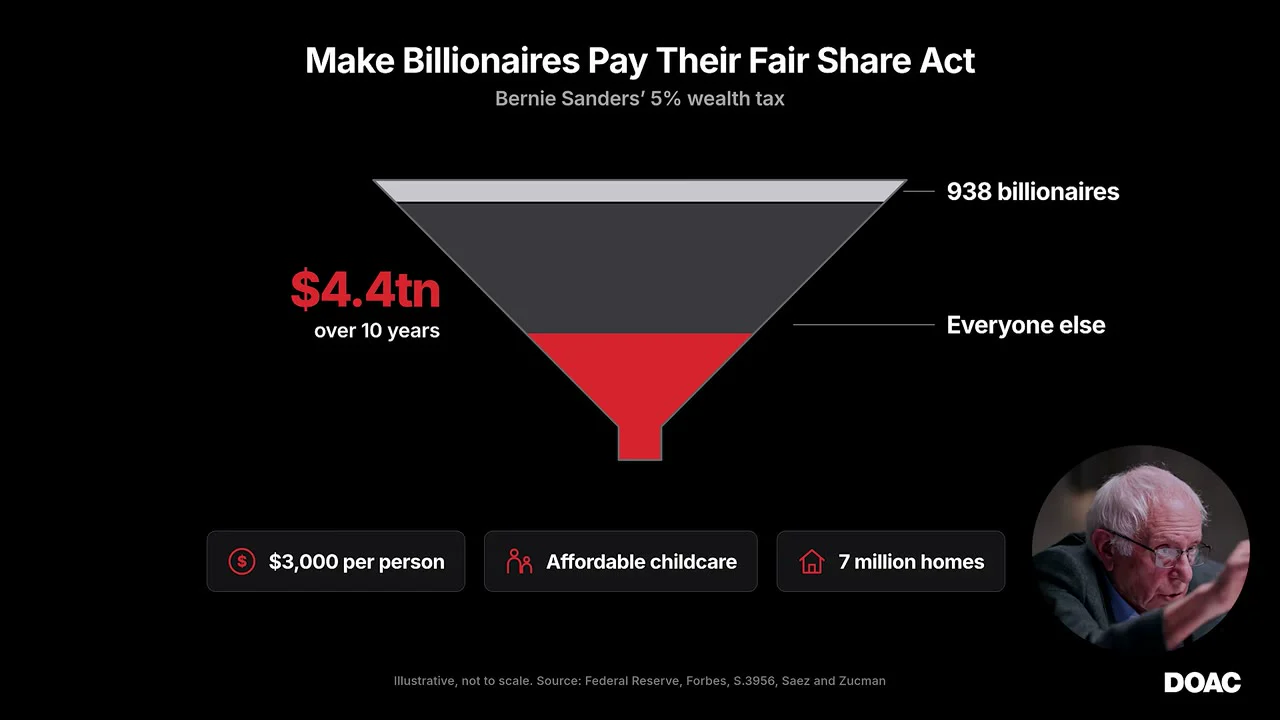 Make Billionaires Pay Their Fair Share Act
Bernie Sanders’ 5% wealth tax
938 billionaires
$4.4tn
over 10 years
Everyone else
$ $3,000 per person
Affordable childcare
7 million homes
Illustrative, not to scale. Source: Federal Reserve, Forbes, S.3956, Saez and Zucman
DOAC